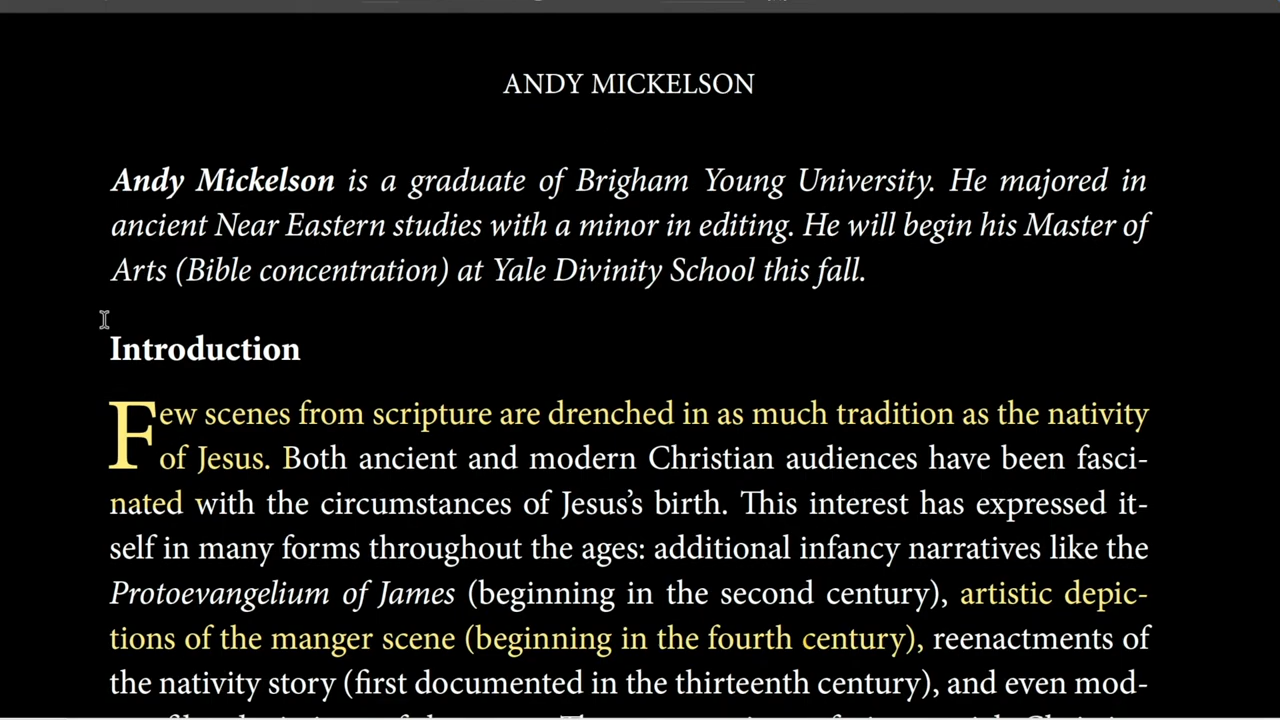 ANDY MICKELSON
Andy Mickelson is a graduate of Brigham Young University. He majored in
ancient Near Eastern studies with a minor in editing. He will begin his Master of
Arts (Bible concentration) at Yale Divinity School this fall.
Introduction
Few scenes from scripture are drenched in as much tradition as the nativity
of Jesus. Both ancient and modern Christian audiences have been fasci-
nated with the circumstances of Jesus’s birth. This interest has expressed it-
self in many forms throughout the ages: additional infancy narratives like the
Protoevangelium of James (beginning in the second century), artistic depic-
tions of the manger scene (beginning in the fourth century), reenactments of
the nativity story (first documented in the thirteenth century), and even mod-